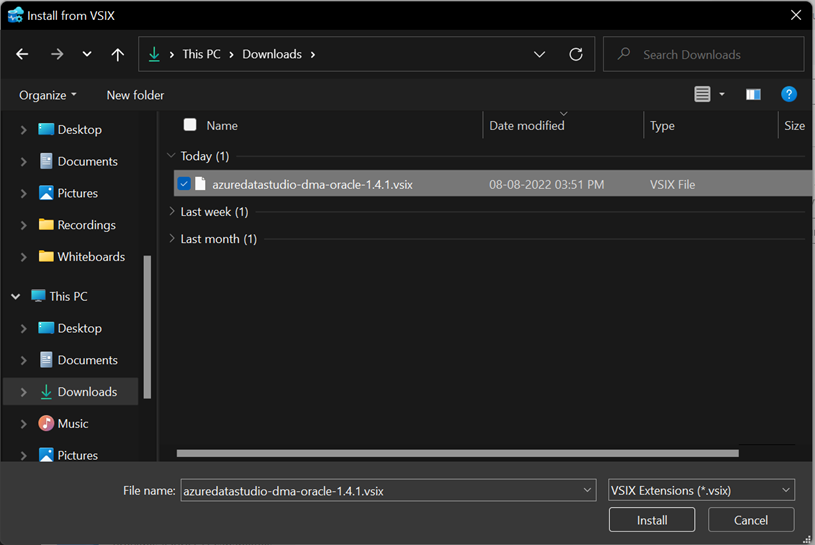 Install from VSIX
This PC > Downloads >
Search Downloads
Organize
New folder
Desktop
Documents
Pictures
Recordings
Whiteboards
This PC
Desktop
Documents
Downloads
Music
Pictures
Name Date modified Type Size
Today (1)
azuredatastudio-dma-oracle-1.4.1.vsix 08-08-2022 03:51 PM VSIX File
Last week (1)
Last month (1)
File name: azuredatastudio-dma-oracle-1.4.1.vsix VSIX Extensions (*.vsix)
Install Cancel